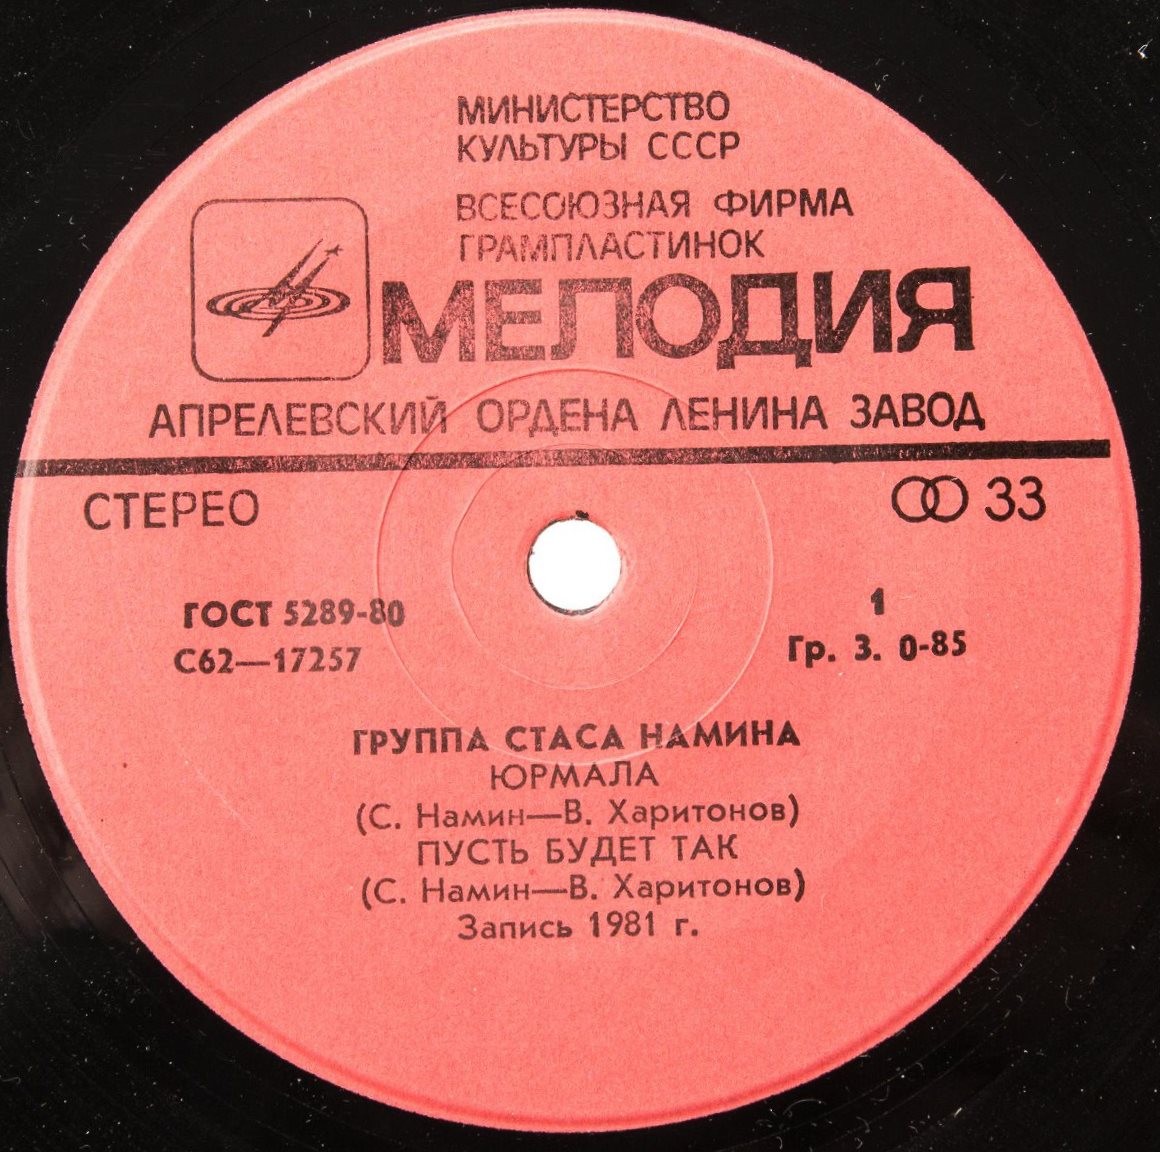 МИНИСТЕРСТВО
КУЛЬТУРЫ СССР
ВСЕСОЮЗНАЯ ФИРМА
ГРАМПЛАСТИНОК
МЕЛОДИЯ
АПРЕЛЕВСКИЙ ОРДЕНА ЛЕНИНА ЗАВОД
СТЕРЕО 33
ГОСТ 5289-80 1
С62—17257 Гр. 3. 0-85
ГРУППА СТАСА НАМИНА
ЮРМАЛА
(С. Намин—В. Харитонов)
ПУСТЬ БУДЕТ ТАК
(С. Намин—В. Харитонов)
Запись 1981 г.